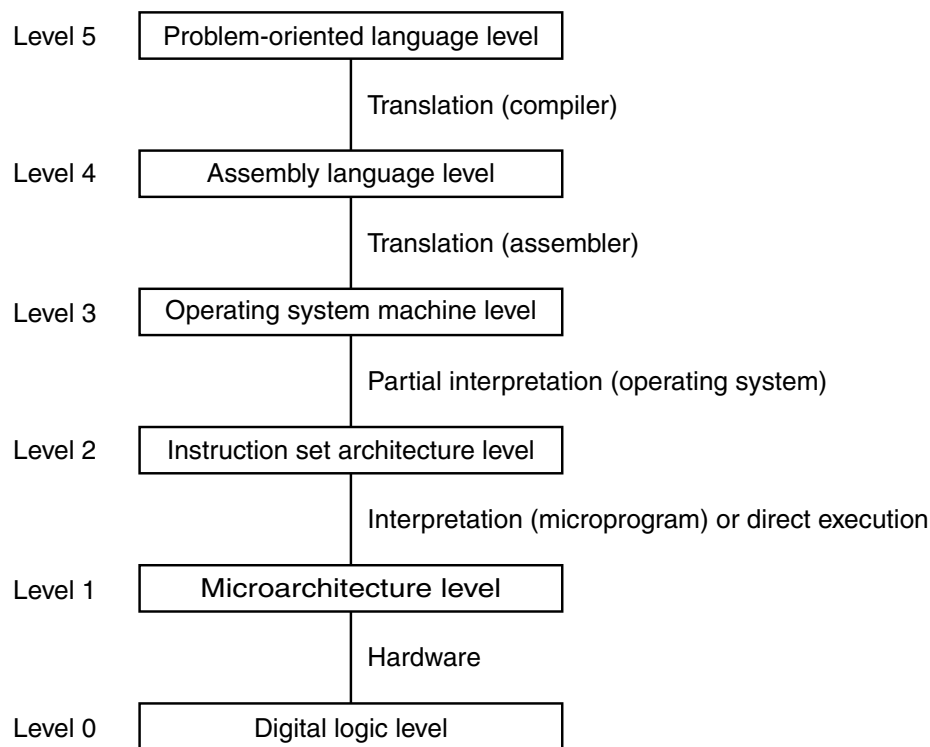 Level 5 Problem-oriented language level
Translation (compiler)
Level 4 Assembly language level
Translation (assembler)
Level 3 Operating system machine level
Partial interpretation (operating system)
Level 2 Instruction set architecture level
Interpretation (microprogram) or direct execution
Level 1 Microarchitecture level
Hardware
Level 0 Digital logic level